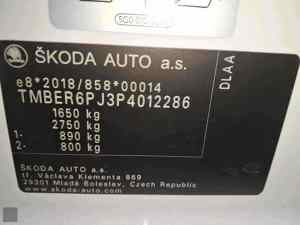 ŠKODA AUTO a.s.
e8*2018/858*00014
TMBER6PJ3P4012286
1650 kg
2750 kg
1- 890 kg
2- 800 kg
DLAA
ŠKODA AUTO a.s.
tř. Václava Klementa 869
29301 Mladá Boleslav, Czech Republic
www.skoda-auto.com